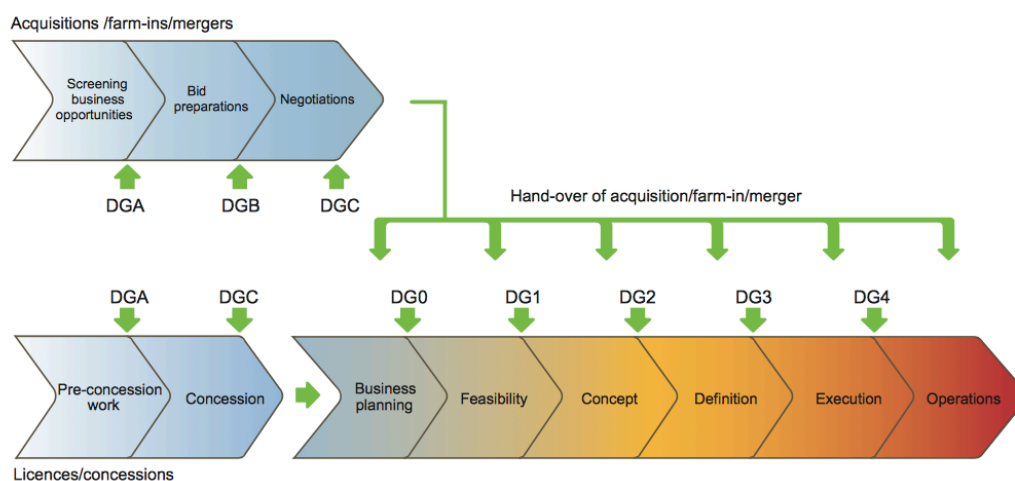 Acquisitions /farm-ins/mergers
Screening
business
opportunities
Bid
preparations
Negotiations
DGA
DGB
DGC
Hand-over of acquisition/farm-in/merger
DGA
DGC
DG0
DG1
DG2
DG3
DG4
Pre-concession
work
Concession
Business
planning
Feasibility
Concept
Definition
Execution
Operations
Licences/concessions